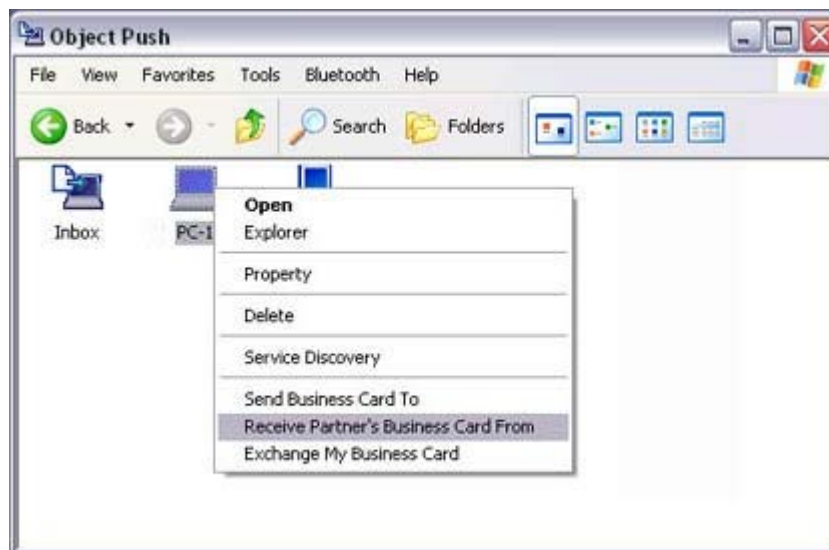 Object Push
File View Favorites Tools Bluetooth Help
Back Search Folders
Inbox PC-1
Open
Explorer
Property
Delete
Service Discovery
Send Business Card To
Receive Partner's Business Card From
Exchange My Business Card